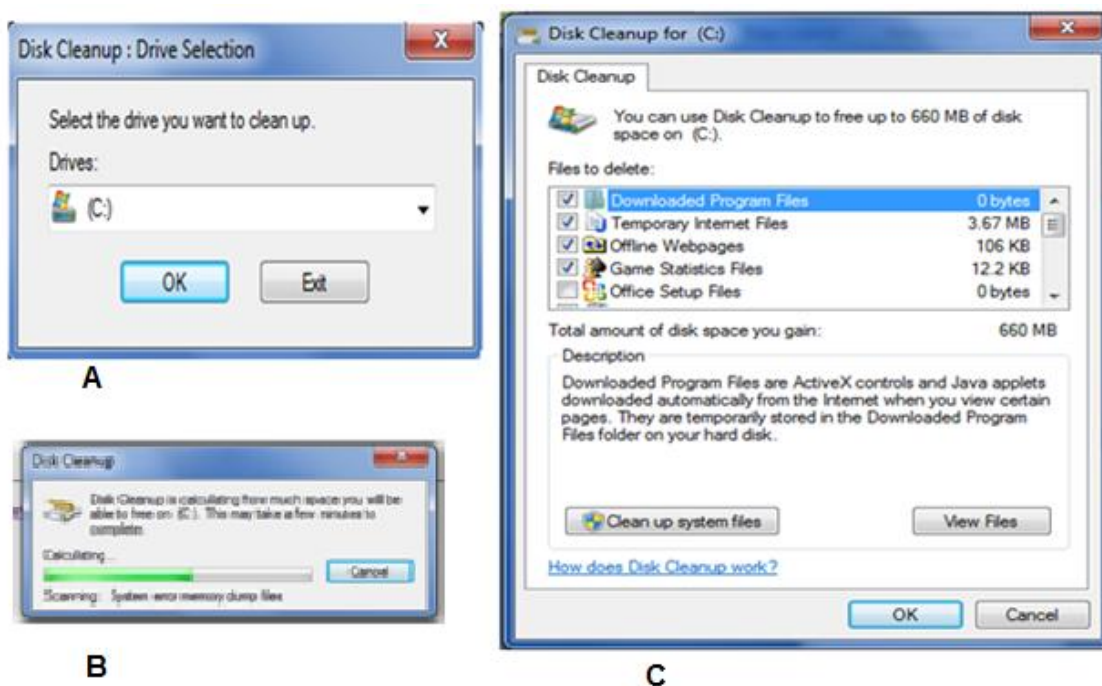 Disk Cleanup : Drive Selection
Select the drive you want to clean up.
Drives:
(C:)
OK Exit
A
Disk Cleanup
Disk Cleanup is calculating how much space you will be
able to free on (C:). This may take a few minutes to
complete.
Calculating...
Cancel
Scanning: System error memory dump files
B
Disk Cleanup for (C:)
Disk Cleanup
You can use Disk Cleanup to free up to 660 MB of disk
space on (C:).
Files to delete:
Downloaded Program Files 0 bytes
Temporary Internet Files 3.67 MB
Offline Webpages 106 KB
Game Statistics Files 12.2 KB
Office Setup Files 0 bytes
Total amount of disk space you gain: 660 MB
Description
Downloaded Program Files are ActiveX controls and Java applets
downloaded automatically from the Internet when you view certain
pages. They are temporarily stored in the Downloaded Program
Files folder on your hard disk.
Clean up system files View Files
How does Disk Cleanup work?
OK Cancel
C